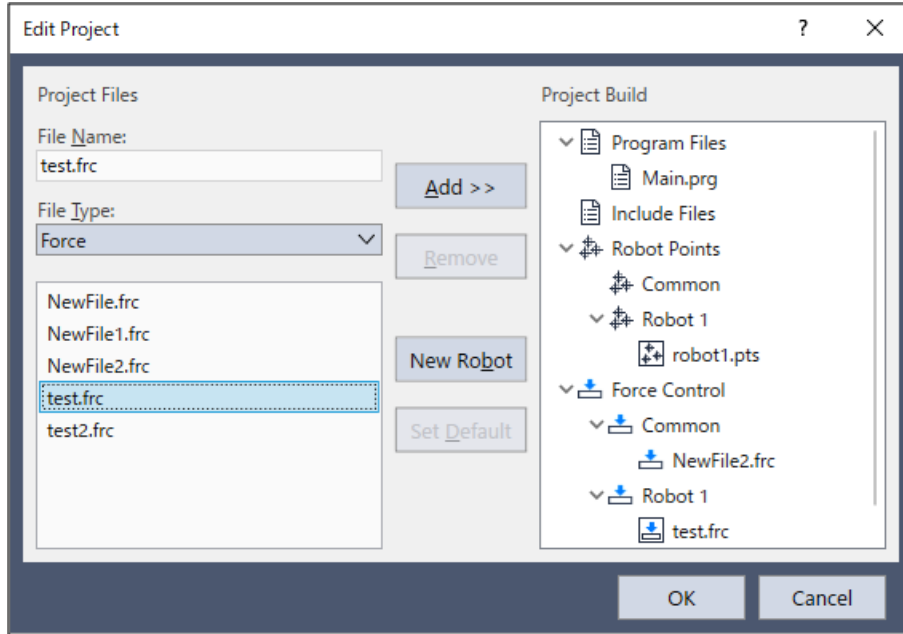 Edit Project
?
Project Files
File Name:
test.frc
File Type:
Force
NewFile.frc
NewFile1.frc
NewFile2.frc
test.frc
test2.frc
Add >>
Remove
New Robot
Set Default
Project Build
Program Files
Main.prg
Include Files
Robot Points
Common
Robot 1
robot1.pts
Force Control
Common
NewFile2.frc
Robot 1
test.frc
OK
Cancel